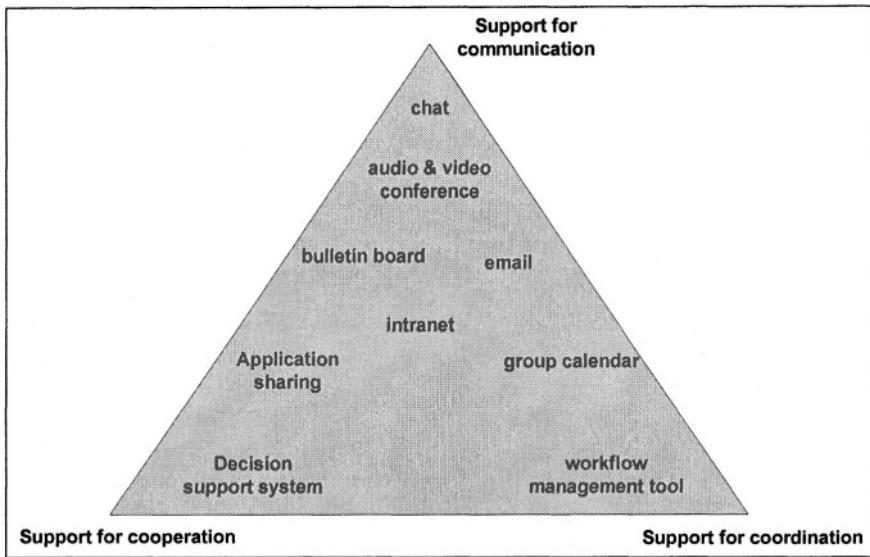 Support for
communication
chat
audio & video
conference
bulletin board
email
intranet
Application
sharing
group calendar
Decision
support system
workflow
management tool
Support for cooperation
Support for coordination